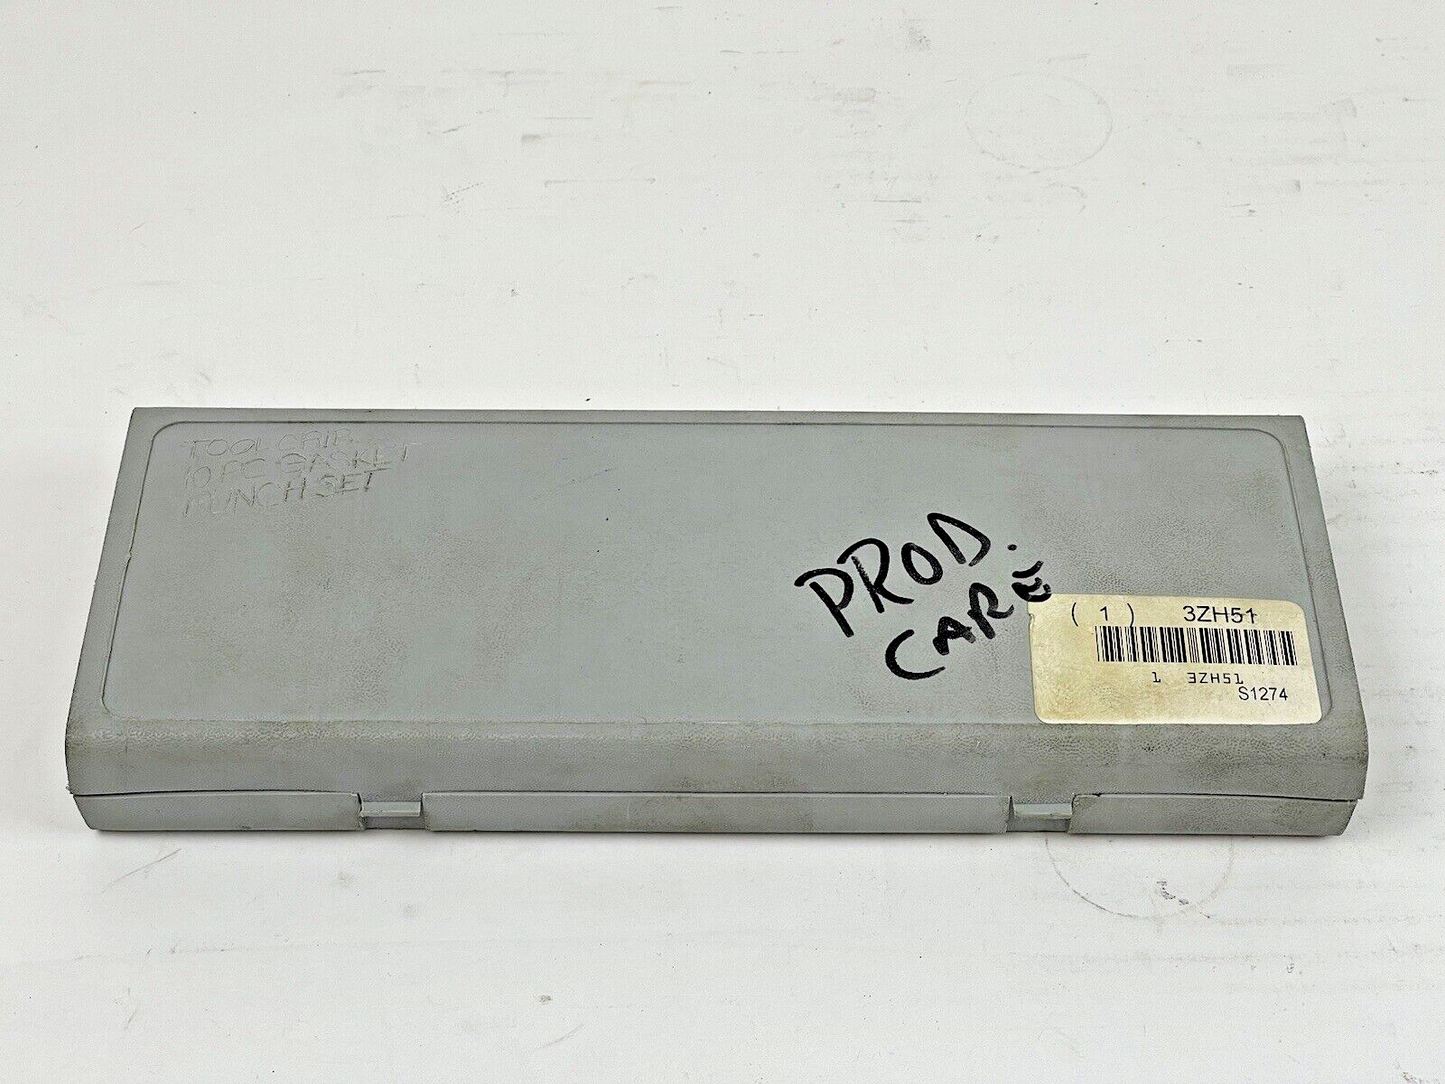 TOOL CRIB
10 PC GASKET
PUNCH SET
PROD.
CARE
( 1 ) 3ZH51
1 3ZH51
S1274